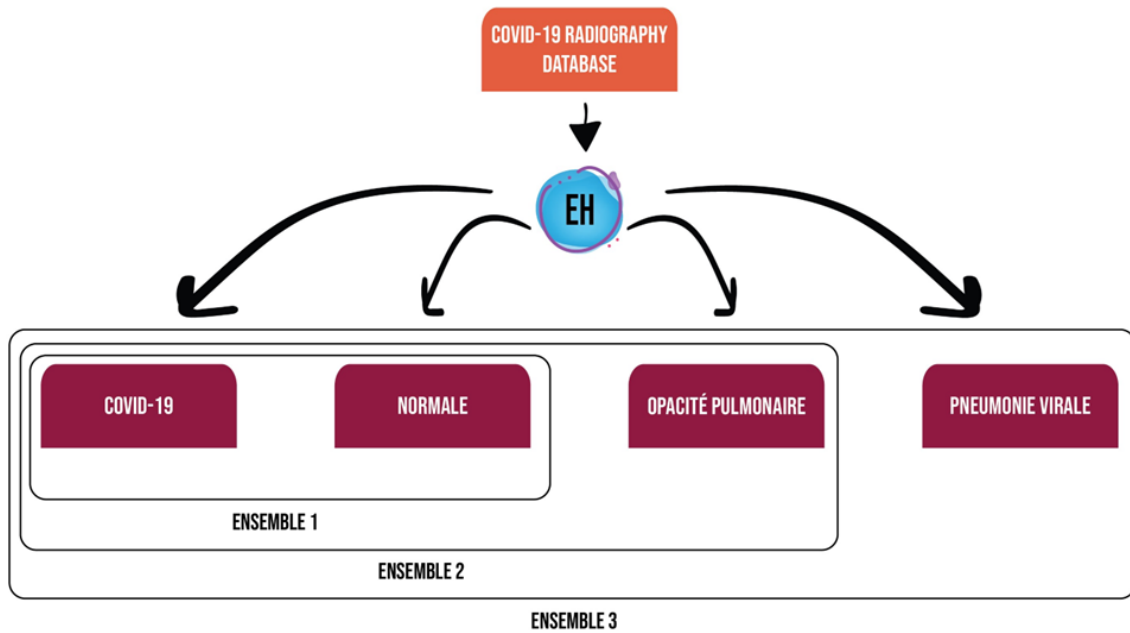 COVID-19 RADIOGRAPHY
DATABASE
EH
COVID-19
NORMALE
OPACITÉ PULMONAIRE
PNEUMONIE VIRALE
ENSEMBLE 1
ENSEMBLE 2
ENSEMBLE 3